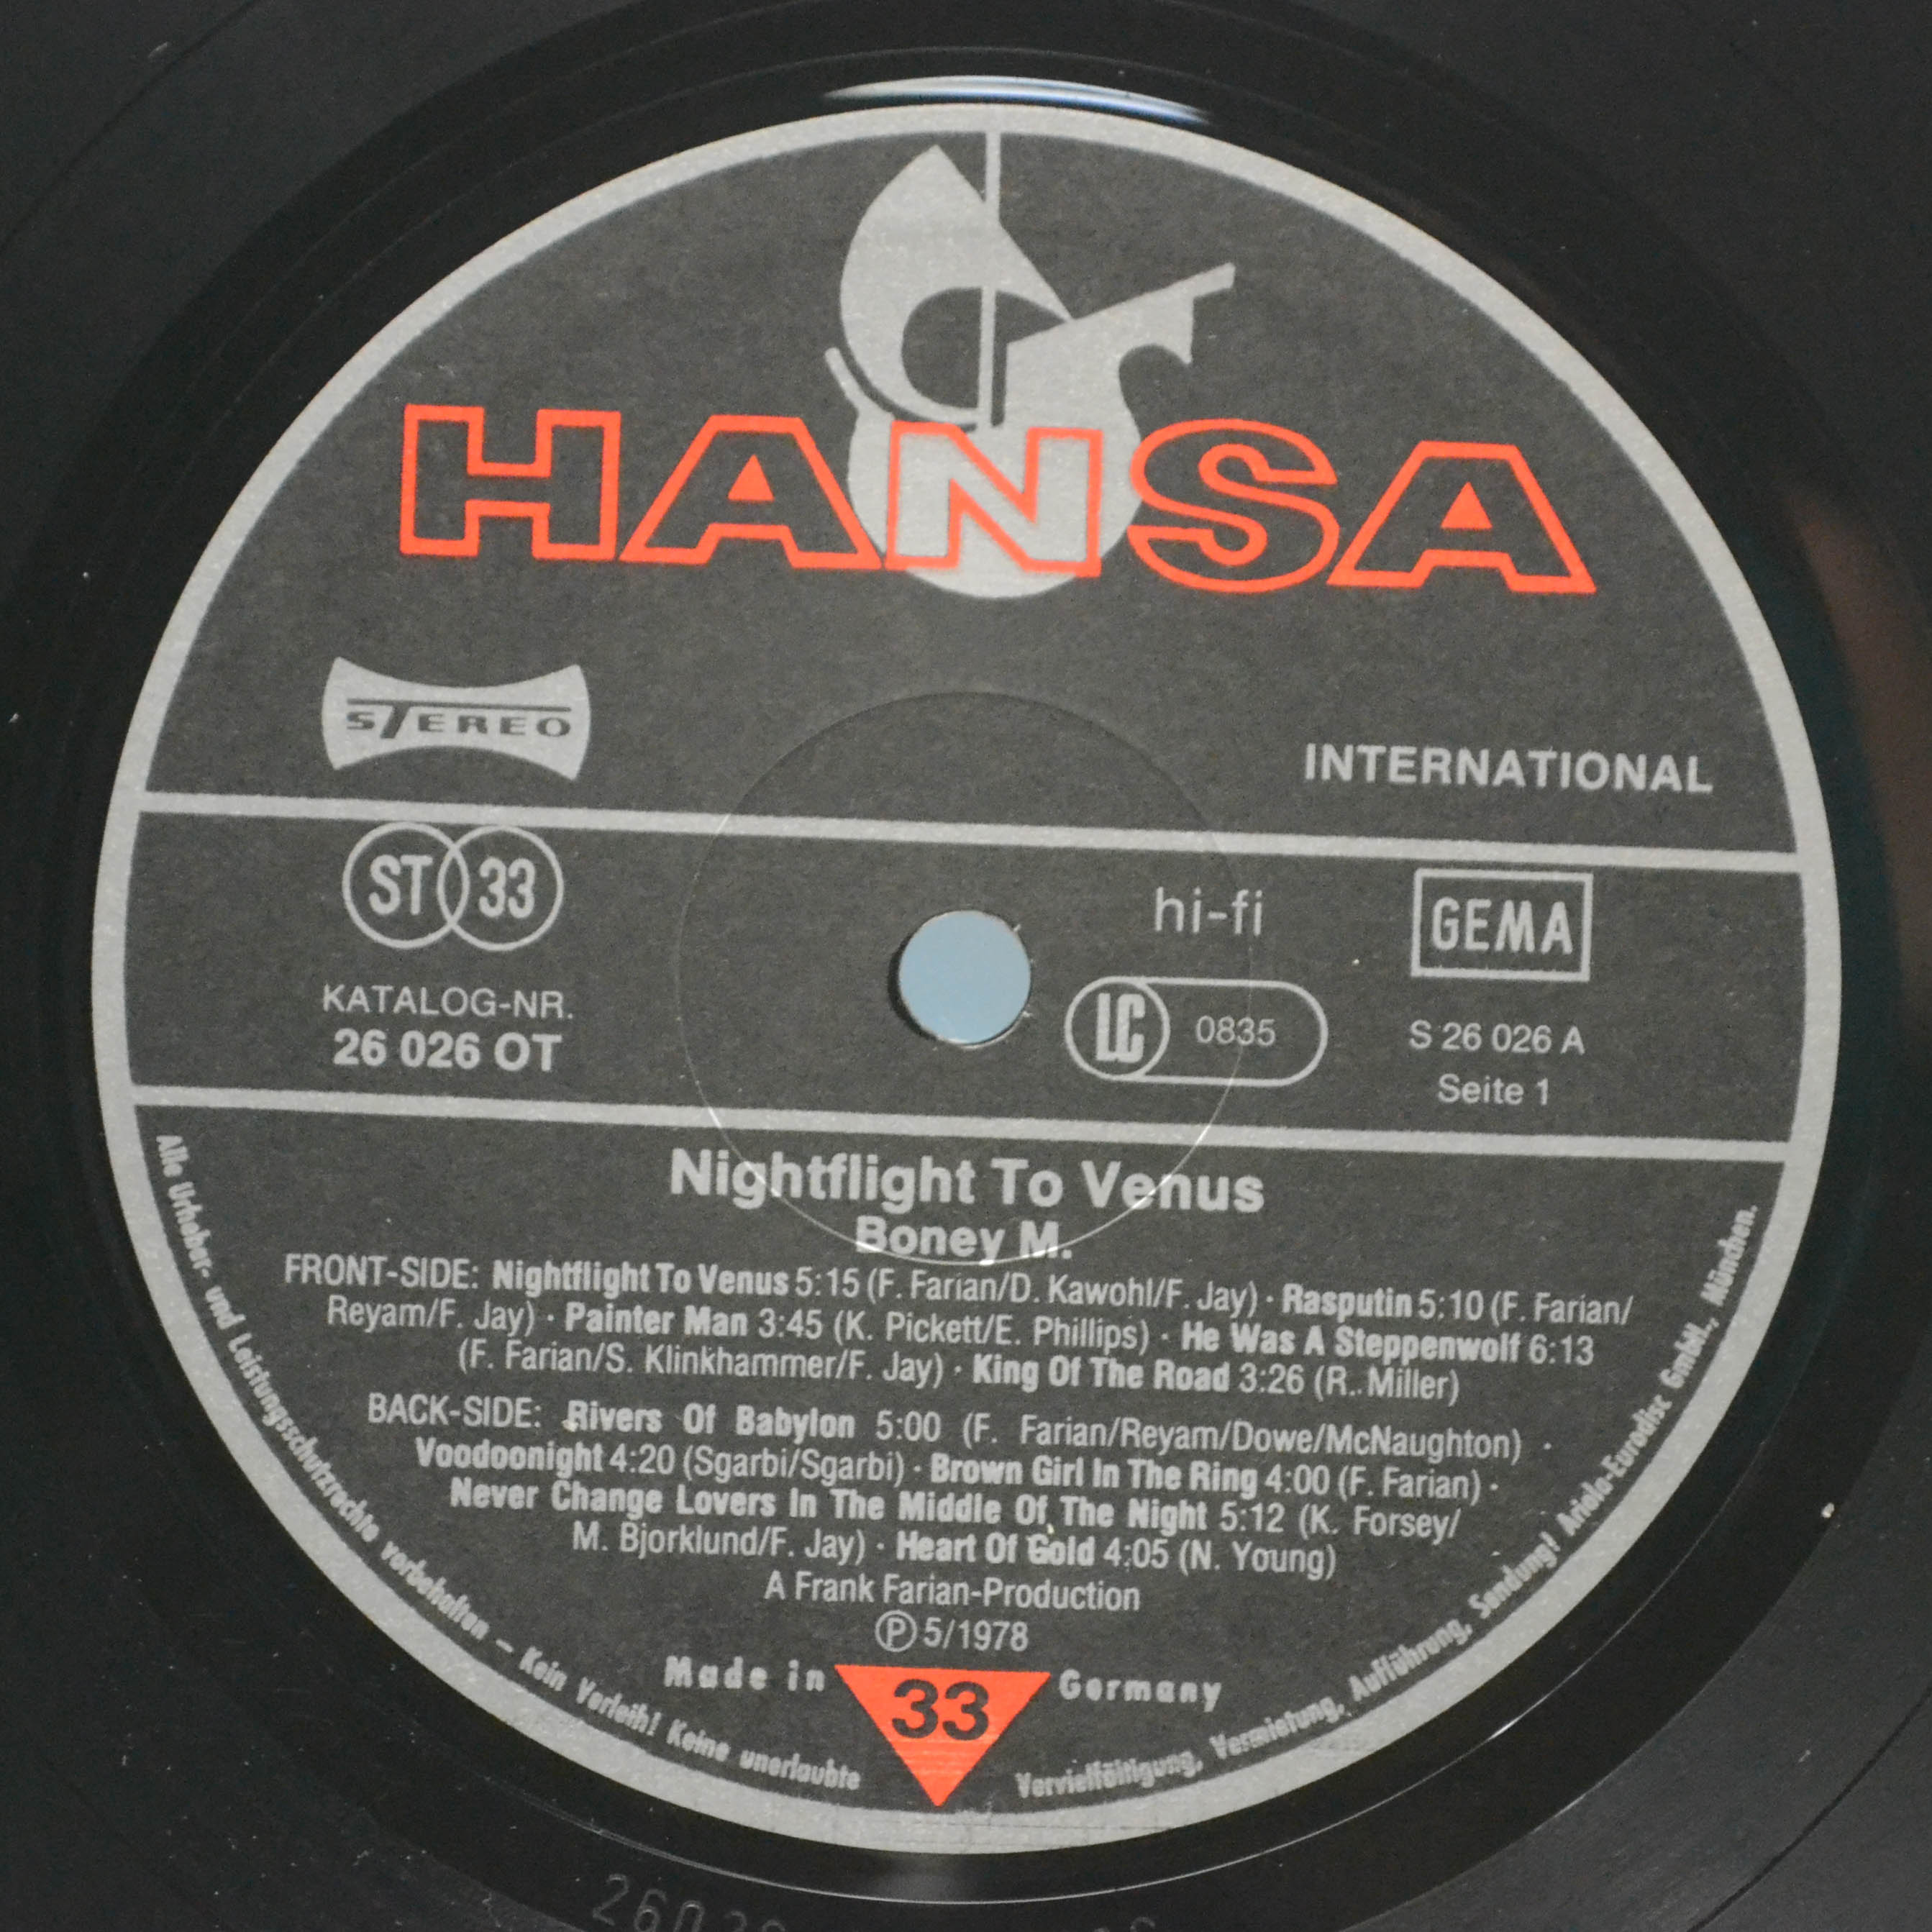 HANSA
STEREO
INTERNATIONAL
ST 33
hi-fi
GEMA
KATALOG-NR.
26 026 OT
LC 0835
S 26 026 A
Seite 1
Nightflight To Venus
Boney M.
FRONT-SIDE: Nightflight To Venus 5:15 (F. Farian/D. Kawohl/F. Jay) · Rasputin 5:10 (F. Farian/
Reyam/F. Jay) · Painter Man 3:45 (K. Pickett/E. Phillips) · He Was A Steppenwolf 6:13
(F. Farian/S. Klinkhammer/F. Jay) · King Of The Road 3:26 (R. Miller)
BACK-SIDE: Rivers Of Babylon 5:00 (F. Farian/Reyam/Dowe/McNaughton) ·
Voodoonight 4:20 (Sgarbi/Sgarbi) · Brown Girl In The Ring 4:00 (F. Farian) ·
Never Change Lovers In The Middle Of The Night 5:12 (K. Forsey/
M. Bjorklund/F. Jay) · Heart Of Gold 4:05 (N. Young)
A Frank Farian-Production
Ⓟ 5/1978
Made in 33 Germany
Alle Urheber- und Leistungsschutzrechte vorbehalten – Kein Verleih! Keine unerlaubte Vervielfältigung, Vermietung, Aufführung, Sendung! Ariola-Eurodisc GmbH., München.